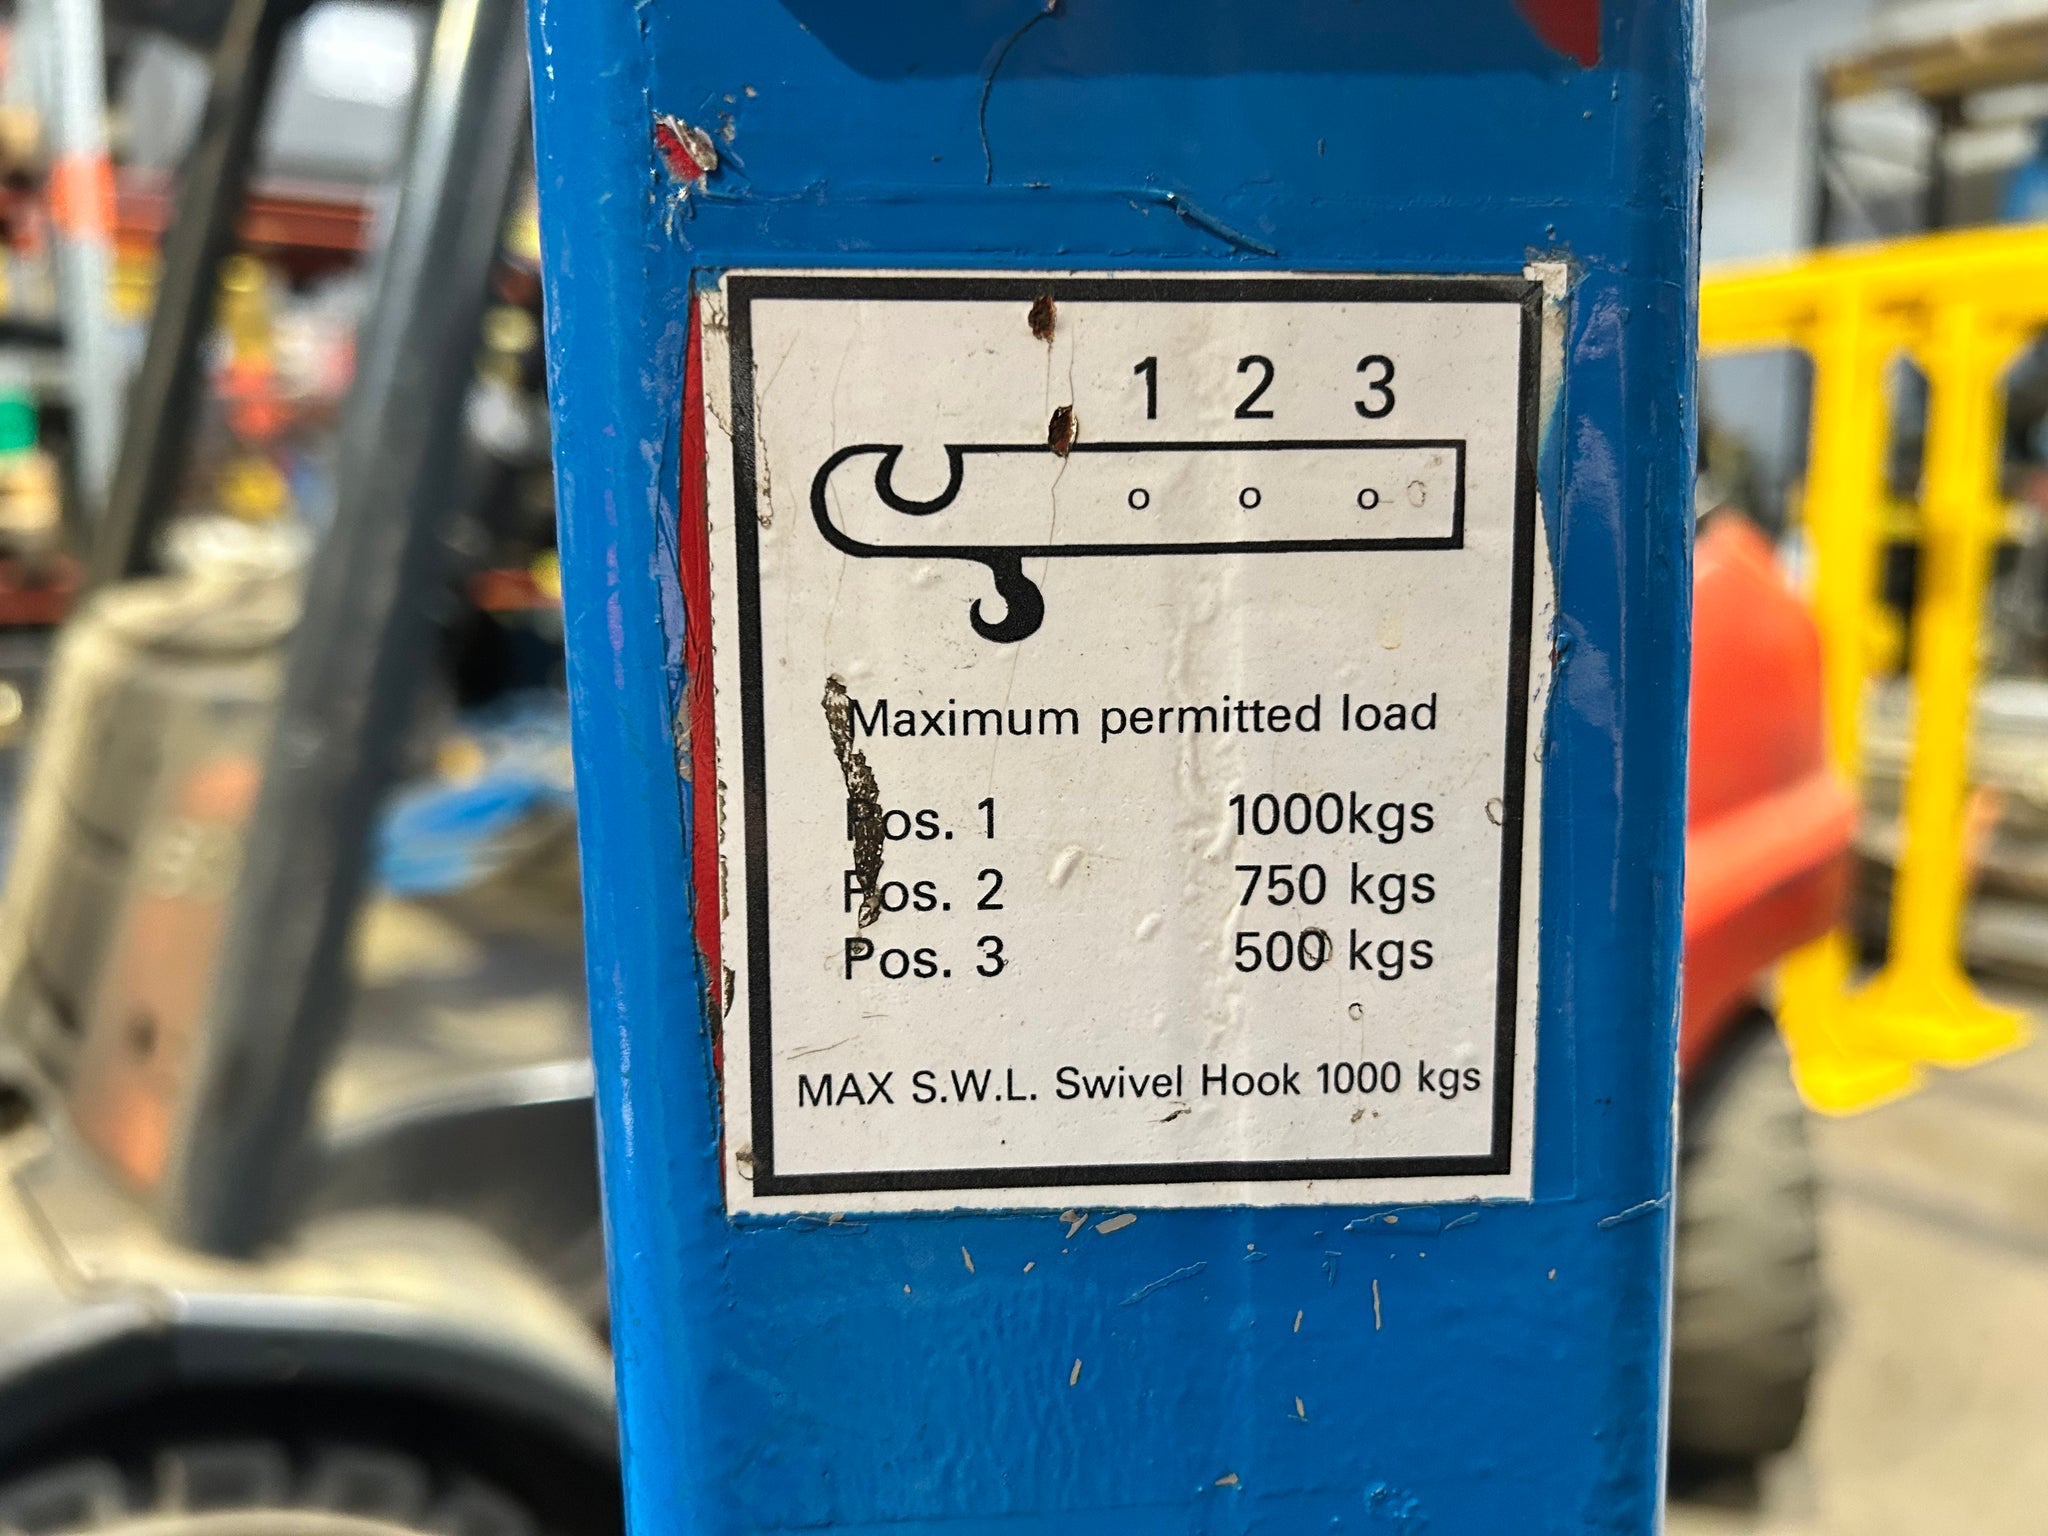 1 2 3
Maximum permitted load
Pos. 1 1000kgs
Pos. 2 750 kgs
Pos. 3 500 kgs
MAX S.W.L. Swivel Hook 1000 kgs